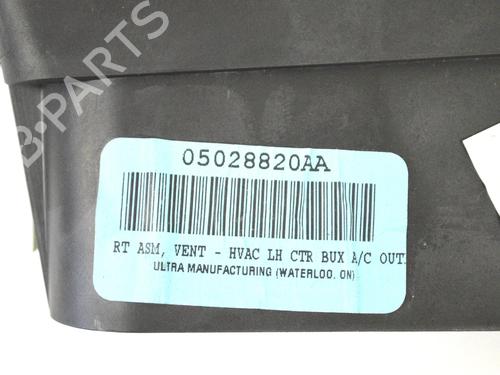 B-PARTS
05028820AA
RT ASM, VENT - HVAC LH CTR BUX A/C OUT.
ULTRA MANUFACTURING (WATERLOO, ON)